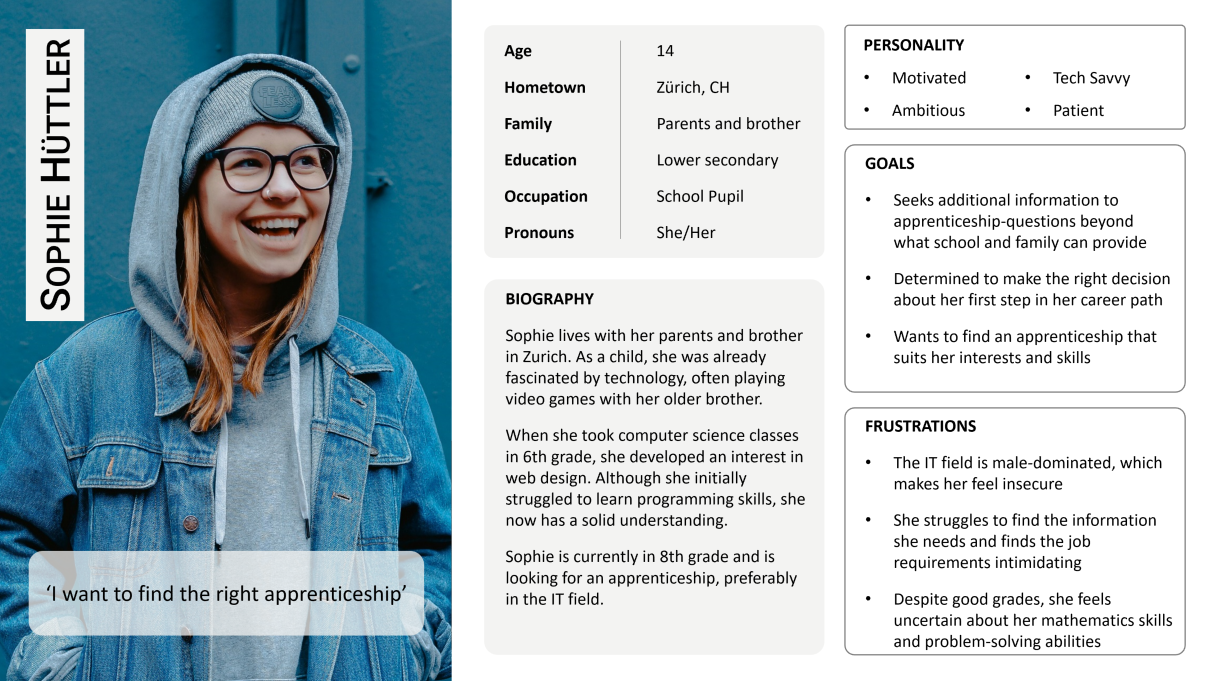 SOPHIE HÜTTLER
‘I want to find the right apprenticeship’
Age 14
Hometown Zürich, CH
Family Parents and brother
Education Lower secondary
Occupation School Pupil
Pronouns She/Her
BIOGRAPHY
Sophie lives with her parents and brother
in Zurich. As a child, she was already
fascinated by technology, often playing
video games with her older brother.
When she took computer science classes
in 6th grade, she developed an interest in
web design. Although she initially
struggled to learn programming skills, she
now has a solid understanding.
Sophie is currently in 8th grade and is
looking for an apprenticeship, preferably
in the IT field.
PERSONALITY
• Motivated • Tech Savvy
• Ambitious • Patient
GOALS
• Seeks additional information to
apprenticeship-questions beyond
what school and family can provide
• Determined to make the right decision
about her first step in her career path
• Wants to find an apprenticeship that
suits her interests and skills
FRUSTRATIONS
• The IT field is male-dominated, which
makes her feel insecure
• She struggles to find the information
she needs and finds the job
requirements intimidating
• Despite good grades, she feels
uncertain about her mathematics skills
and problem-solving abilities